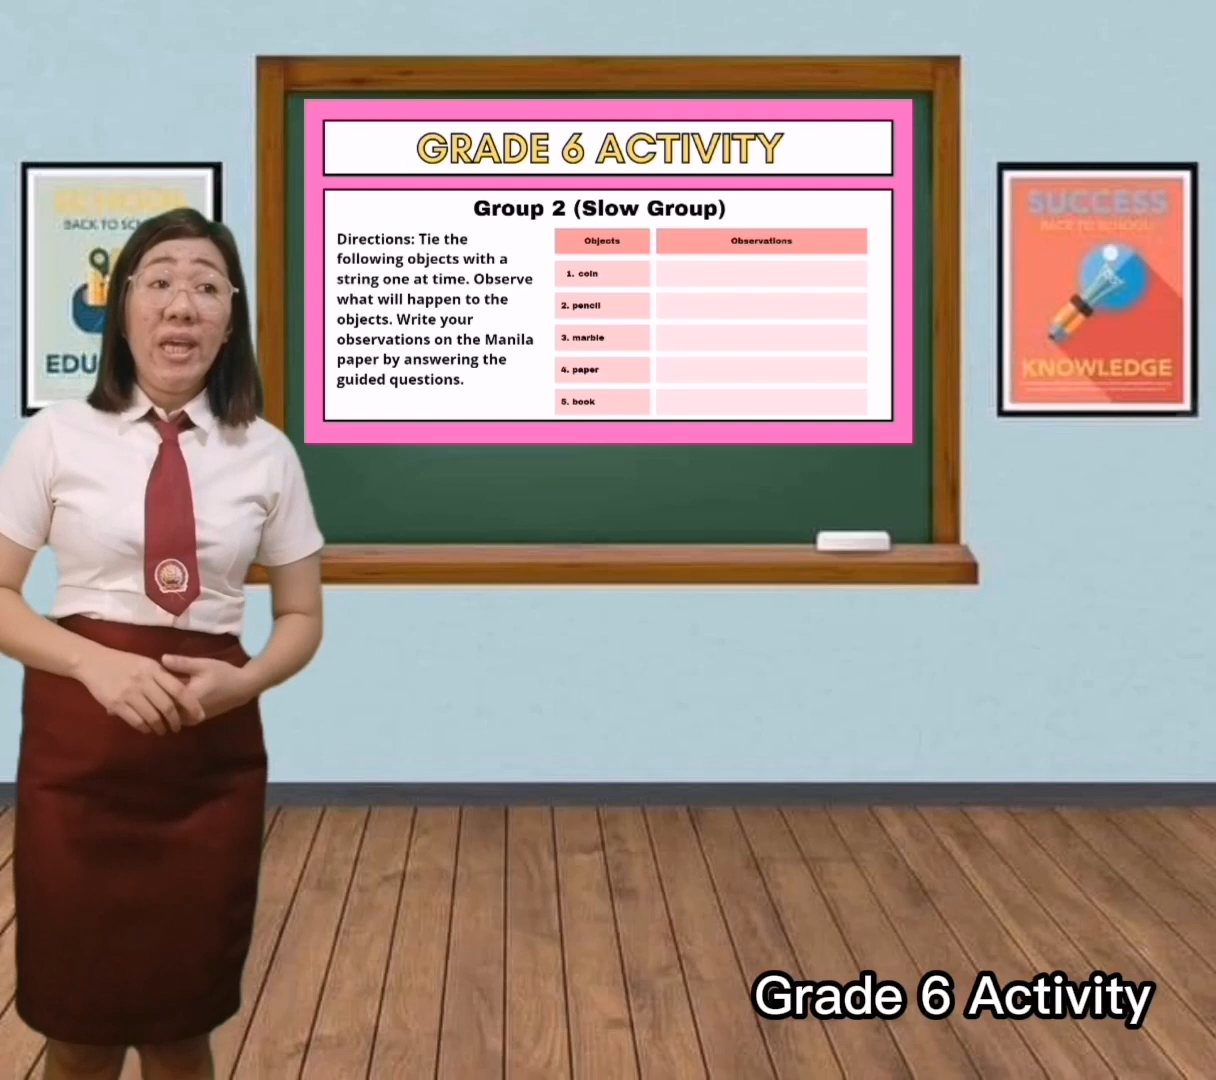 GRADE 6 ACTIVITY
Group 2 (Slow Group)
Directions: Tie the
following objects with a
string one at time. Observe
what will happen to the
objects. Write your
observations on the Manila
paper by answering the
guided questions.
Objects
Observations
1. coin
2. pencil
3. marble
4. paper
5. book
SCHOOL
BACK TO SCH
EDU
SUCCESS
BACK TO SCHOOL
KNOWLEDGE
Grade 6 Activity